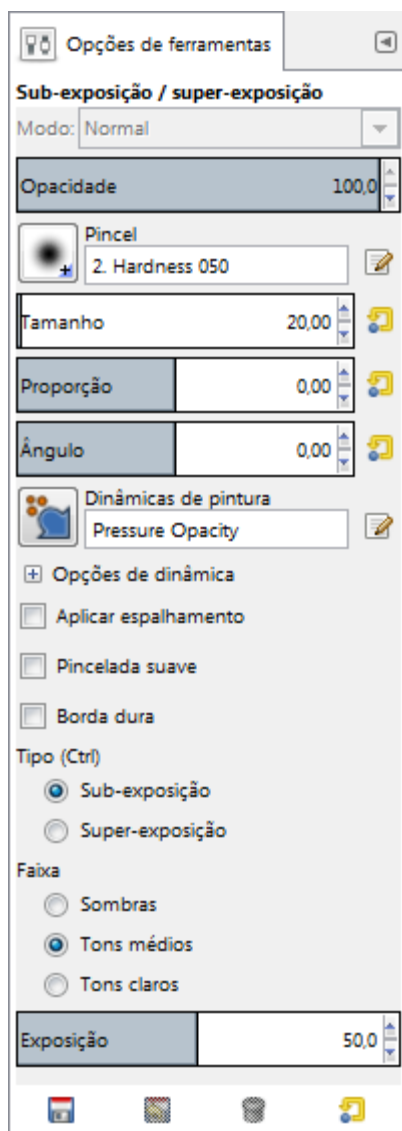 Opções de ferramentas
Sub-exposição / super-exposição
Modo: Normal
Opacidade 100,0
Pincel
2. Hardness 050
Tamanho 20,00
Proporção 0,00
Ângulo 0,00
Dinâmicas de pintura
Pressure Opacity
Opções de dinâmica
Aplicar espalhamento
Pincelada suave
Borda dura
Tipo (Ctrl)
Sub-exposição
Super-exposição
Faixa
Sombras
Tons médios
Tons claros
Exposição 50,0